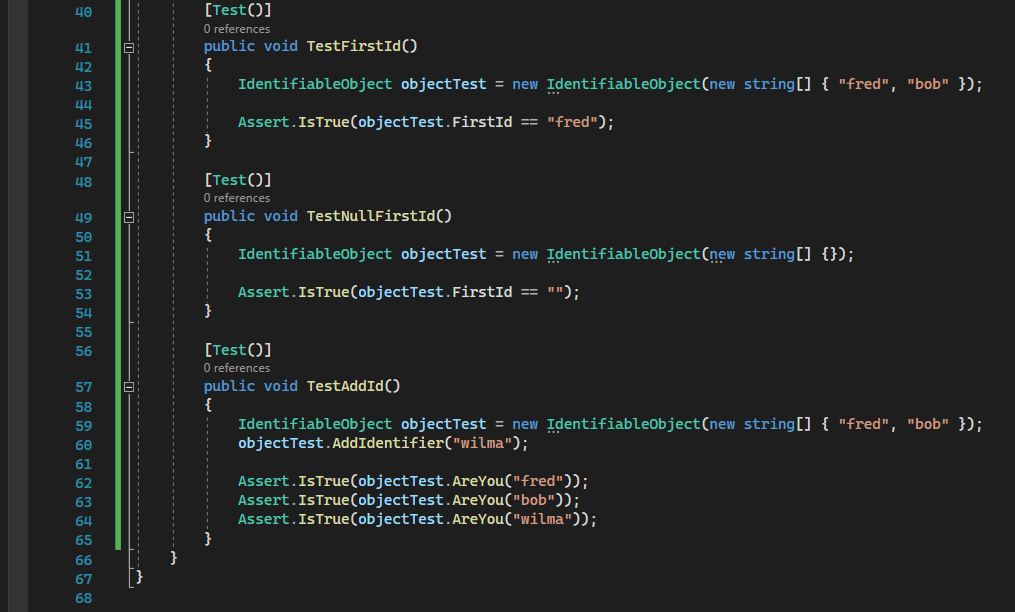 40 [Test()]
0 references
41 public void TestFirstId()
42 {
43 IdentifiableObject objectTest = new IdentifiableObject(new string[] { "fred", "bob" });
44
45 Assert.IsTrue(objectTest.FirstId == "fred");
46 }
47
48 [Test()]
0 references
49 public void TestNullFirstId()
50 {
51 IdentifiableObject objectTest = new IdentifiableObject(new string[] {});
52
53 Assert.IsTrue(objectTest.FirstId == "");
54 }
55
56 [Test()]
0 references
57 public void TestAddId()
58 {
59 IdentifiableObject objectTest = new IdentifiableObject(new string[] { "fred", "bob" });
60 objectTest.AddIdentifier("wilma");
61
62 Assert.IsTrue(objectTest.AreYou("fred"));
63 Assert.IsTrue(objectTest.AreYou("bob"));
64 Assert.IsTrue(objectTest.AreYou("wilma"));
65 }
66 }
67 }
68